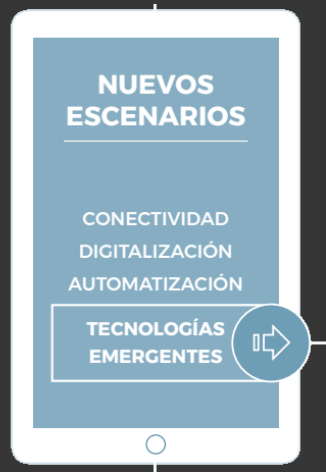 NUEVOS
ESCENARIOS
CONECTIVIDAD
DIGITALIZACIÓN
AUTOMATIZACIÓN
TECNOLOGÍAS
EMERGENTES